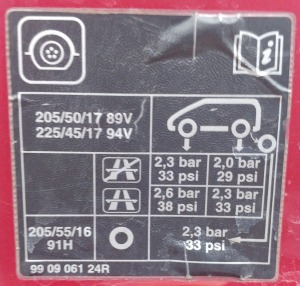 205/50/17 89V
225/45/17 94V
2,3 bar 2,0 bar
33 psi 29 psi
2,6 bar 2,3 bar
38 psi 33 psi
205/55/16 2,3 bar
91H 33 psi
99 09 061 24R